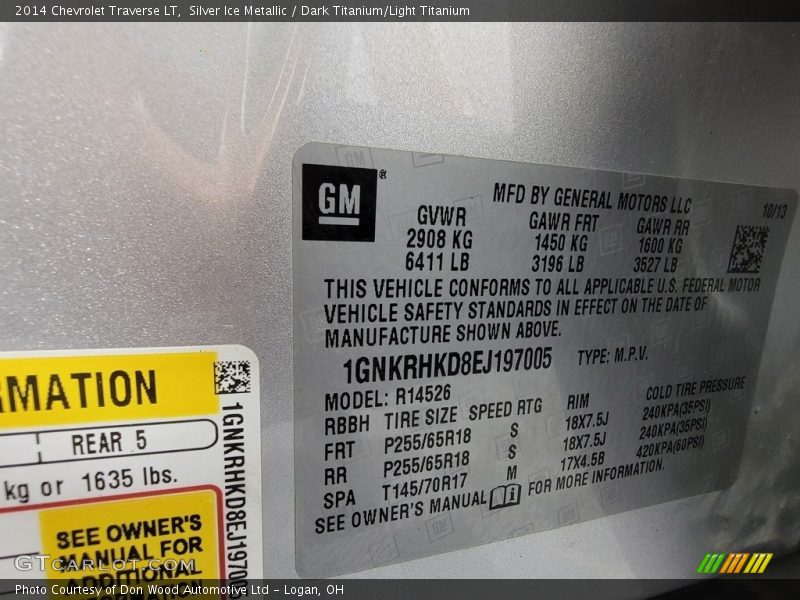 2014 Chevrolet Traverse LT, Silver Ice Metallic / Dark Titanium/Light Titanium
GM ®
MFD BY GENERAL MOTORS LLC
10/13
GVWR GAWR FRT GAWR RR
2908 KG 1450 KG 1600 KG
6411 LB 3196 LB 3527 LB
THIS VEHICLE CONFORMS TO ALL APPLICABLE U.S. FEDERAL MOTOR
VEHICLE SAFETY STANDARDS IN EFFECT ON THE DATE OF
MANUFACTURE SHOWN ABOVE.
1GNKRHKD8EJ197005 TYPE: M.P.V.
MODEL: R14526
RBBH TIRE SIZE SPEED RTG RIM COLD TIRE PRESSURE
FRT P255/65R18 S 18X7.5J 240KPA(35PSI)
RR P255/65R18 S 18X7.5J 240KPA(35PSI)
SPA T145/70R17 M 17X4.5B 420KPA(60PSI)
SEE OWNER'S MANUAL FOR MORE INFORMATION.
RMATION
REAR 5
kg or 1635 lbs.
SEE OWNER'S
MANUAL FOR
ADDITIONAL
1GNKRHKD8EJ197005
GTcarlot.com
Photo Courtesy of Don Wood Automotive Ltd - Logan, OH